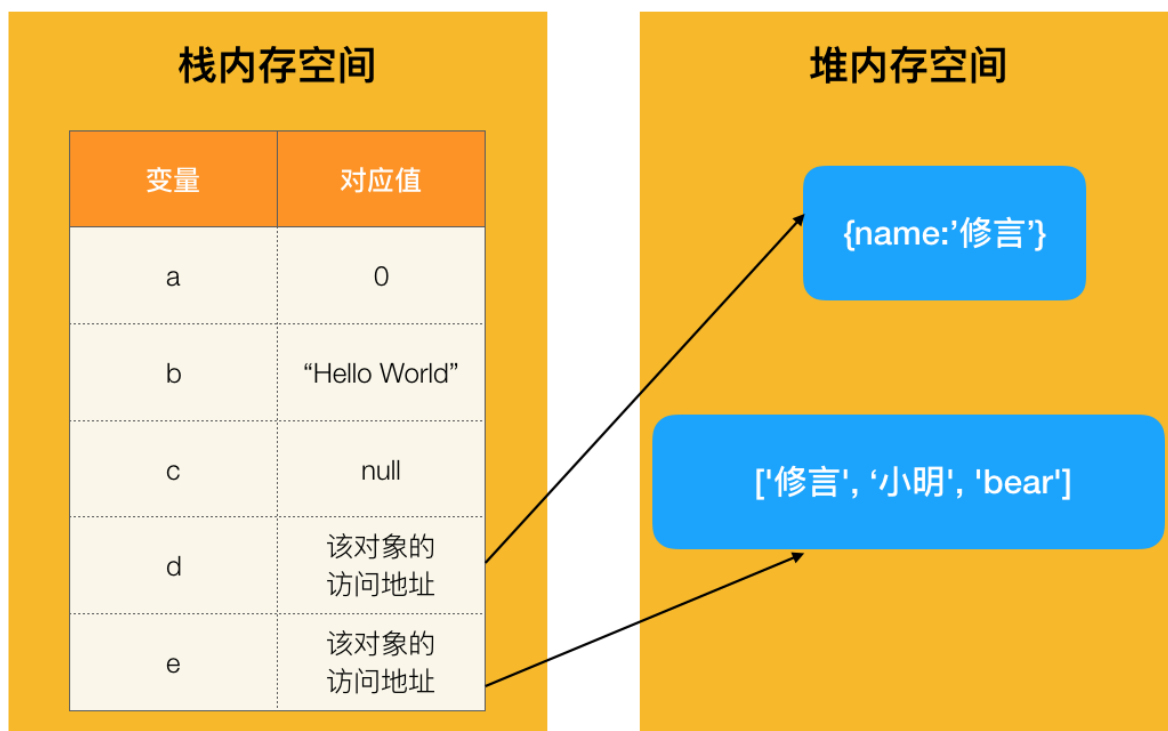 栈内存空间
变量 对应值
a 0
b “Hello World”
c null
d 该对象的
访问地址
e 该对象的
访问地址
堆内存空间
{name:’修言’}
['修言', ‘小明', 'bear']